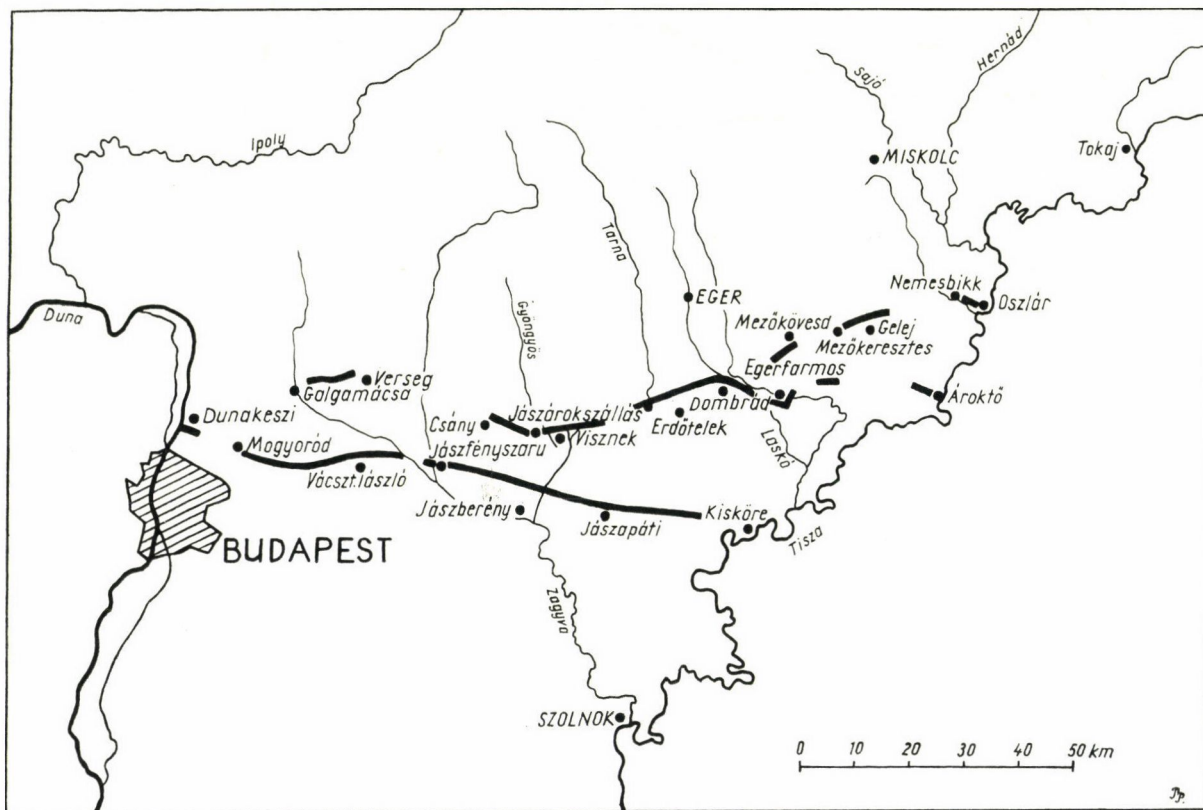 Ipoly
Sajó
Hernád
MISKOLC
Tokaj
Tarna
Gyöngyös
EGER
Nemesbikk
Oszlár
Duna
Mezőkövesd
Gelej
Mezőkeresztes
Verseg
Galgamácsa
Egerfarmos
Ároktő
Dunakeszi
Csány
Jászárokszállás
Dombrád
Erdőtelek
Visznek
Mogyoród
Jászfényszaru
Laskó
Vácszt.lászló
Jászberény
Jászapáti
Kisköre
Tisza
BUDAPEST
Zagyva
SZOLNOK
0 10 20 30 40 50 km